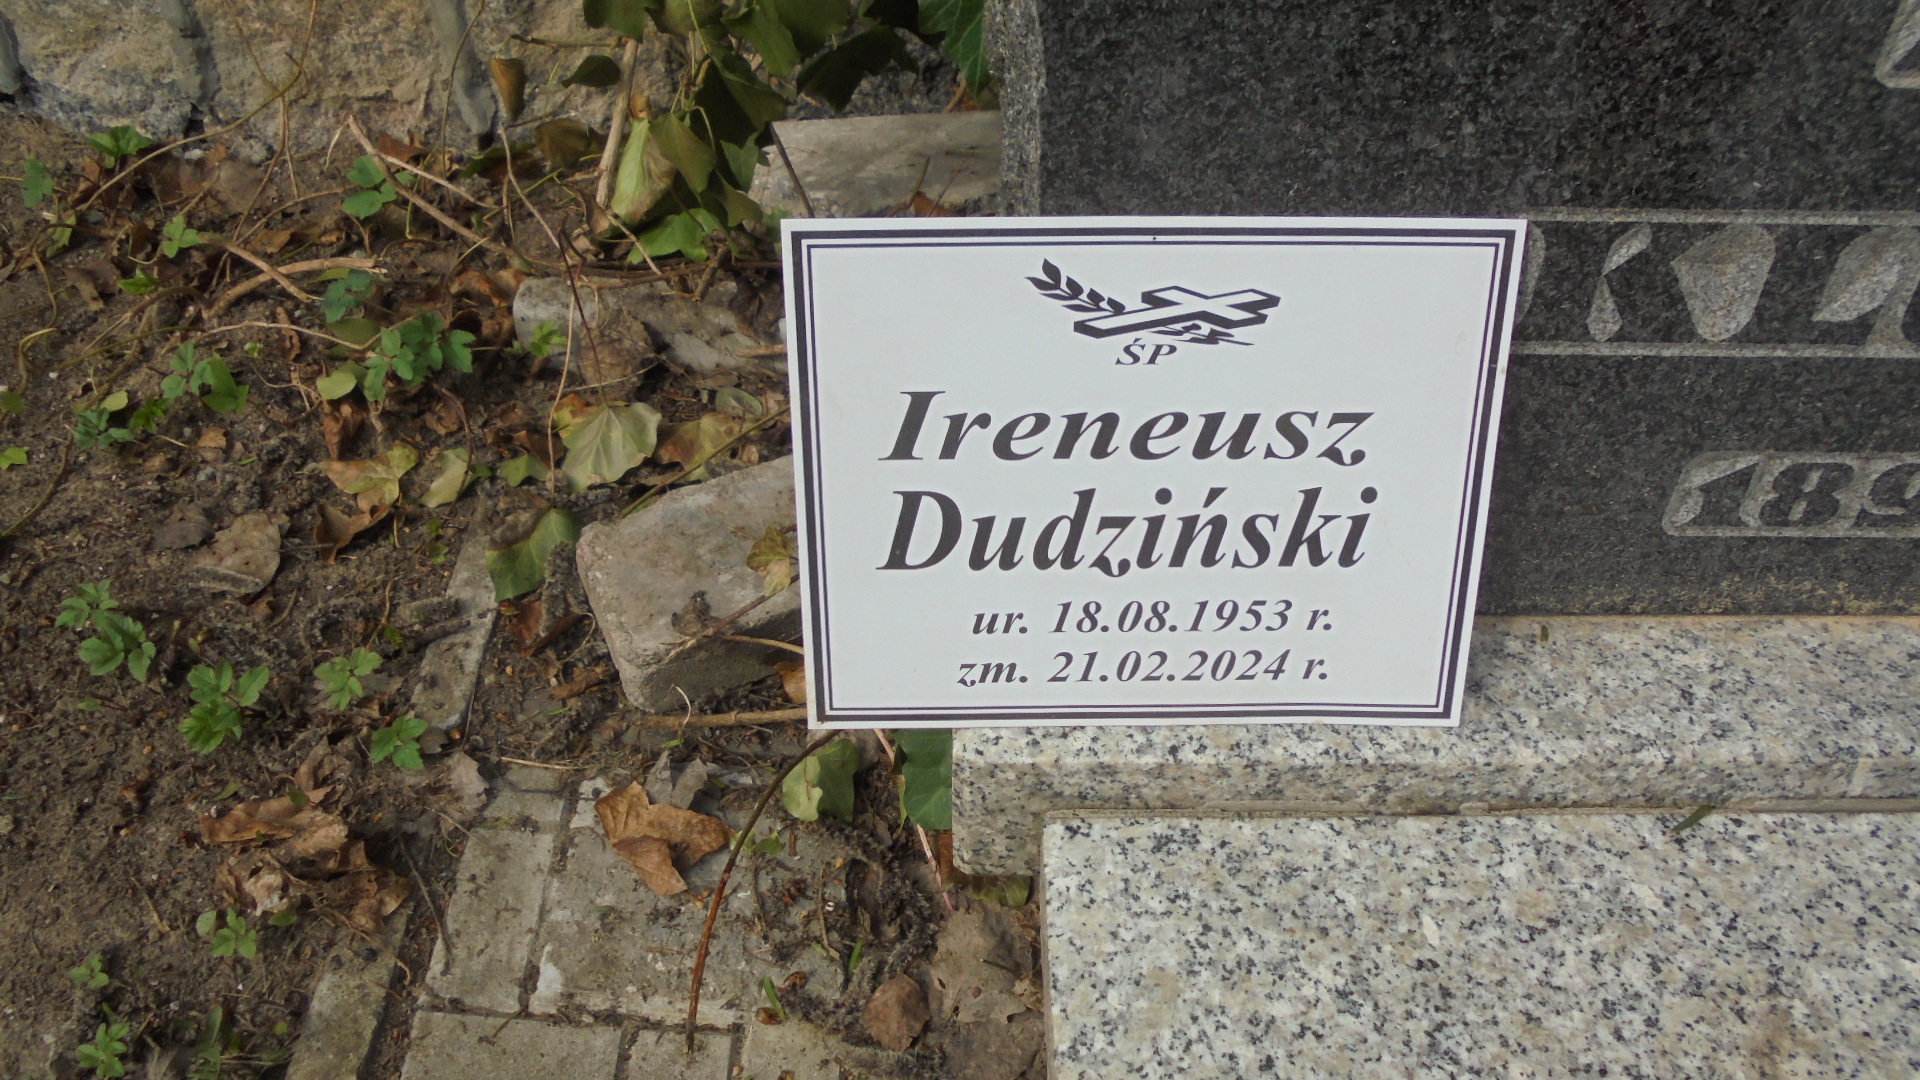 ŚP
Ireneusz
Dudziński
ur. 18.08.1953 r.
zm. 21.02.2024 r.